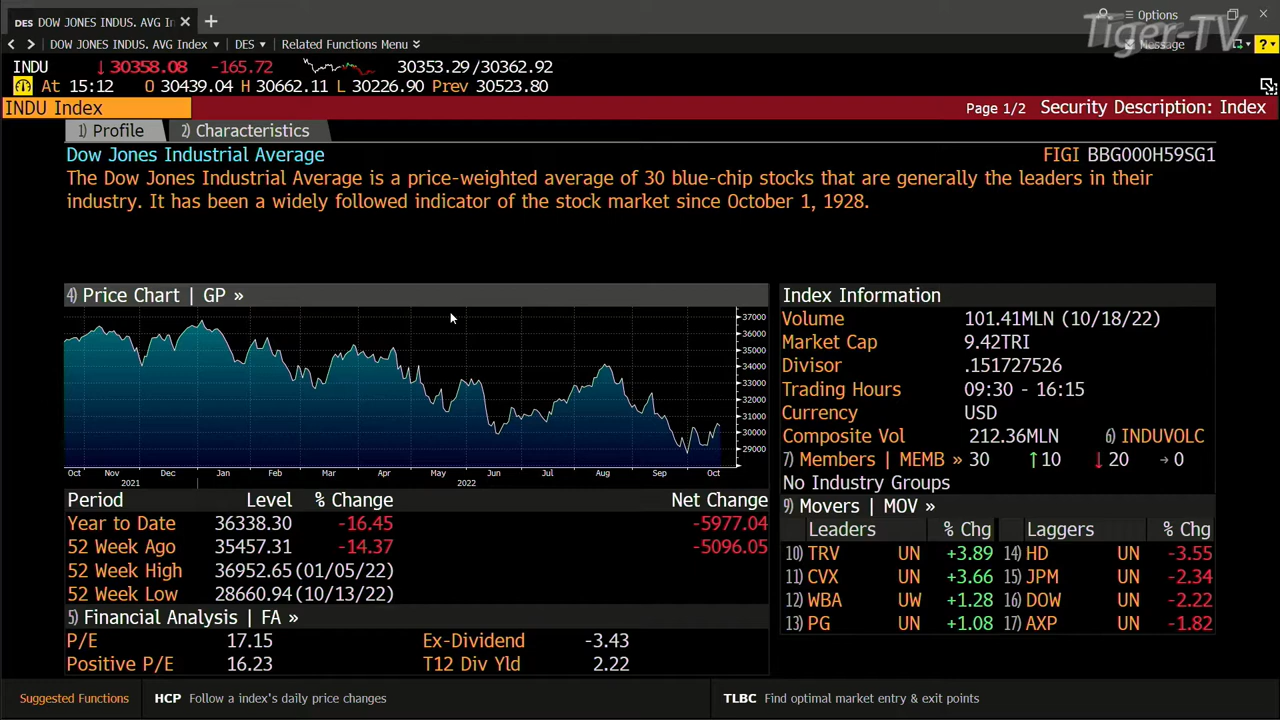 DES DOW JONES INDUS. AVG In
Options
Tiger-TV
DOW JONES INDUS. AVG Index DES Related Functions Menu Message ?
INDU ↓30358.08 -165.72 30353.29/30362.92
At 15:12 O 30439.04 H 30662.11 L 30226.90 Prev 30523.80
INDU Index Page 1/2 Security Description: Index
1) Profile 2) Characteristics
Dow Jones Industrial Average FIGI BBG000H59SG1
The Dow Jones Industrial Average is a price-weighted average of 30 blue-chip stocks that are generally the leaders in their
industry. It has been a widely followed indicator of the stock market since October 1, 1928.
4) Price Chart | GP »
37000
36000
35000
34000
33000
32000
31000
30000
29000
Oct Nov Dec Jan Feb Mar Apr May Jun Jul Aug Sep Oct
2021 2022
Period Level % Change Net Change
Year to Date 36338.30 -16.45 -5977.04
52 Week Ago 35457.31 -14.37 -5096.05
52 Week High 36952.65 (01/05/22)
52 Week Low 28660.94 (10/13/22)
5) Financial Analysis | FA »
P/E 17.15 Ex-Dividend -3.43
Positive P/E 16.23 T12 Div Yld 2.22
Index Information
Volume 101.41MLN (10/18/22)
Market Cap 9.42TRI
Divisor .151727526
Trading Hours 09:30 - 16:15
Currency USD
Composite Vol 212.36MLN 6) INDUVOLC
7) Members | MEMB » 30 ↑10 ↓20 →0
No Industry Groups
9) Movers | MOV »
Leaders % Chg Laggers % Chg
10) TRV UN +3.89 14) HD UN -3.55
11) CVX UN +3.66 15) JPM UN -2.34
12) WBA UW +1.28 16) DOW UN -2.22
13) PG UN +1.08 17) AXP UN -1.82
Suggested Functions HCP Follow a index's daily price changes TLBC Find optimal market entry & exit points